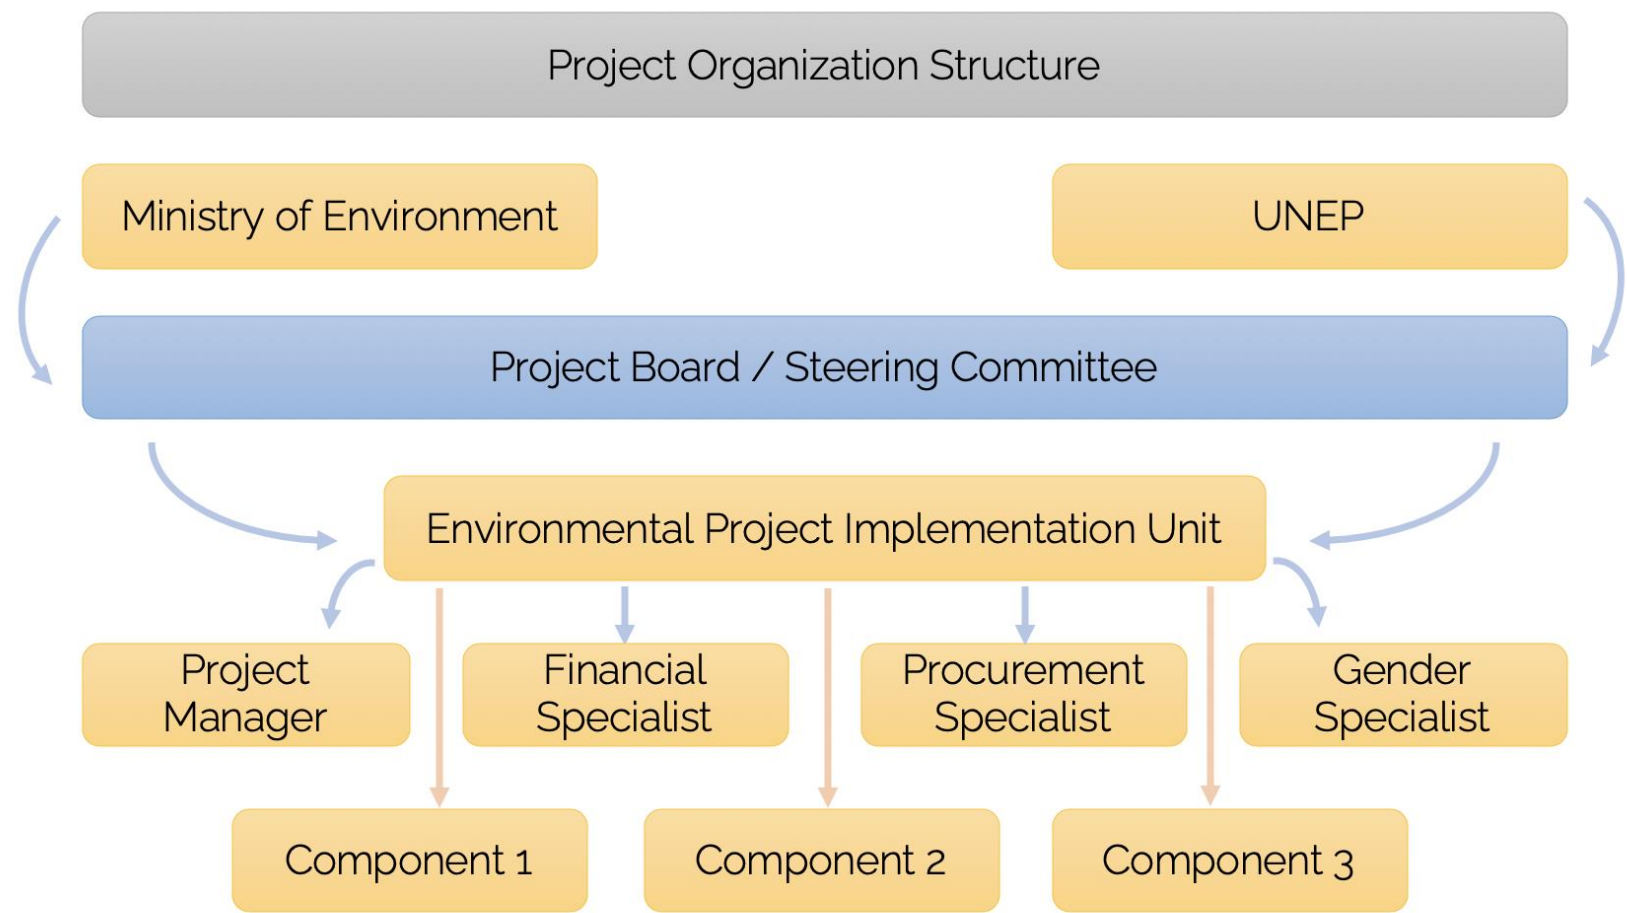 Project Organization Structure
Ministry of Environment
UNEP
Project Board / Steering Committee
Environmental Project Implementation Unit
Project
Manager
Financial
Specialist
Procurement
Specialist
Gender
Specialist
Component 1
Component 2
Component 3